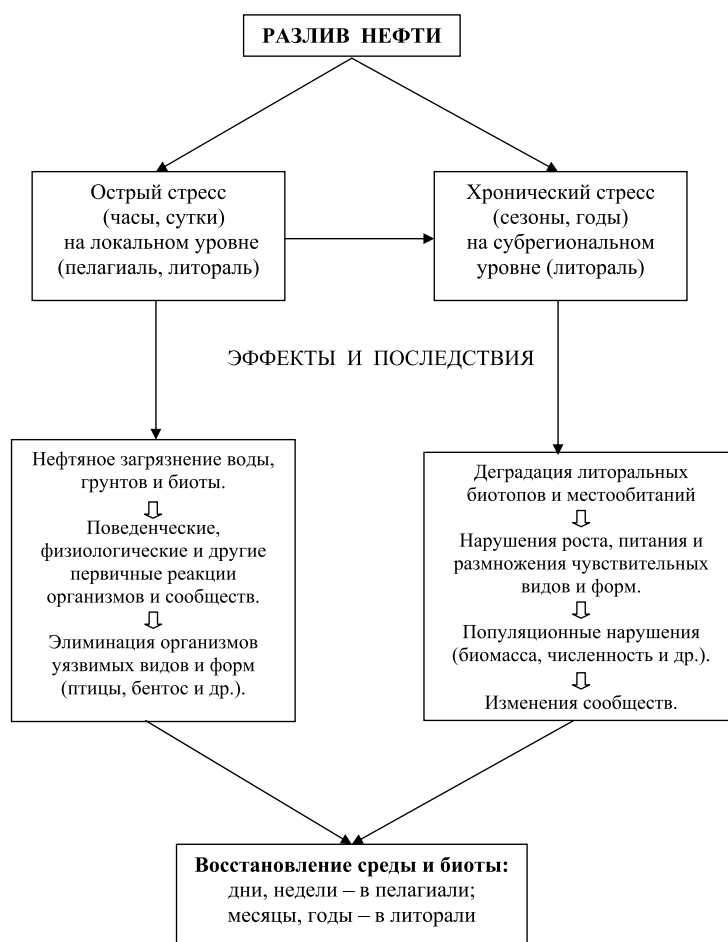 РАЗЛИВ НЕФТИ
Острый стресс
(часы, сутки)
на локальном уровне
(пелагиаль, литораль)
Хронический стресс
(сезоны, годы)
на субрегиональном
уровне (литораль)
ЭФФЕКТЫ И ПОСЛЕДСТВИЯ
Нефтяное загрязнение воды,
грунтов и биоты.
Поведенческие,
физиологические и другие
первичные реакции
организмов и сообществ.
Элиминация организмов
уязвимых видов и форм
(птицы, бентос и др.).
Деградация литоральных
биотопов и местообитаний
Нарушения роста, питания и
размножения чувствительных
видов и форм.
Популяционные нарушения
(биомасса, численность и др.).
Изменения сообществ.
Восстановление среды и биоты:
дни, недели – в пелагиали;
месяцы, годы – в литорали